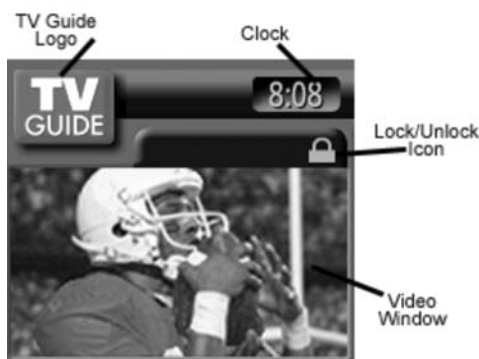 TV Guide
Logo
Clock
TV
GUIDE
8:08
Lock/Unlock
Icon
Video
Window